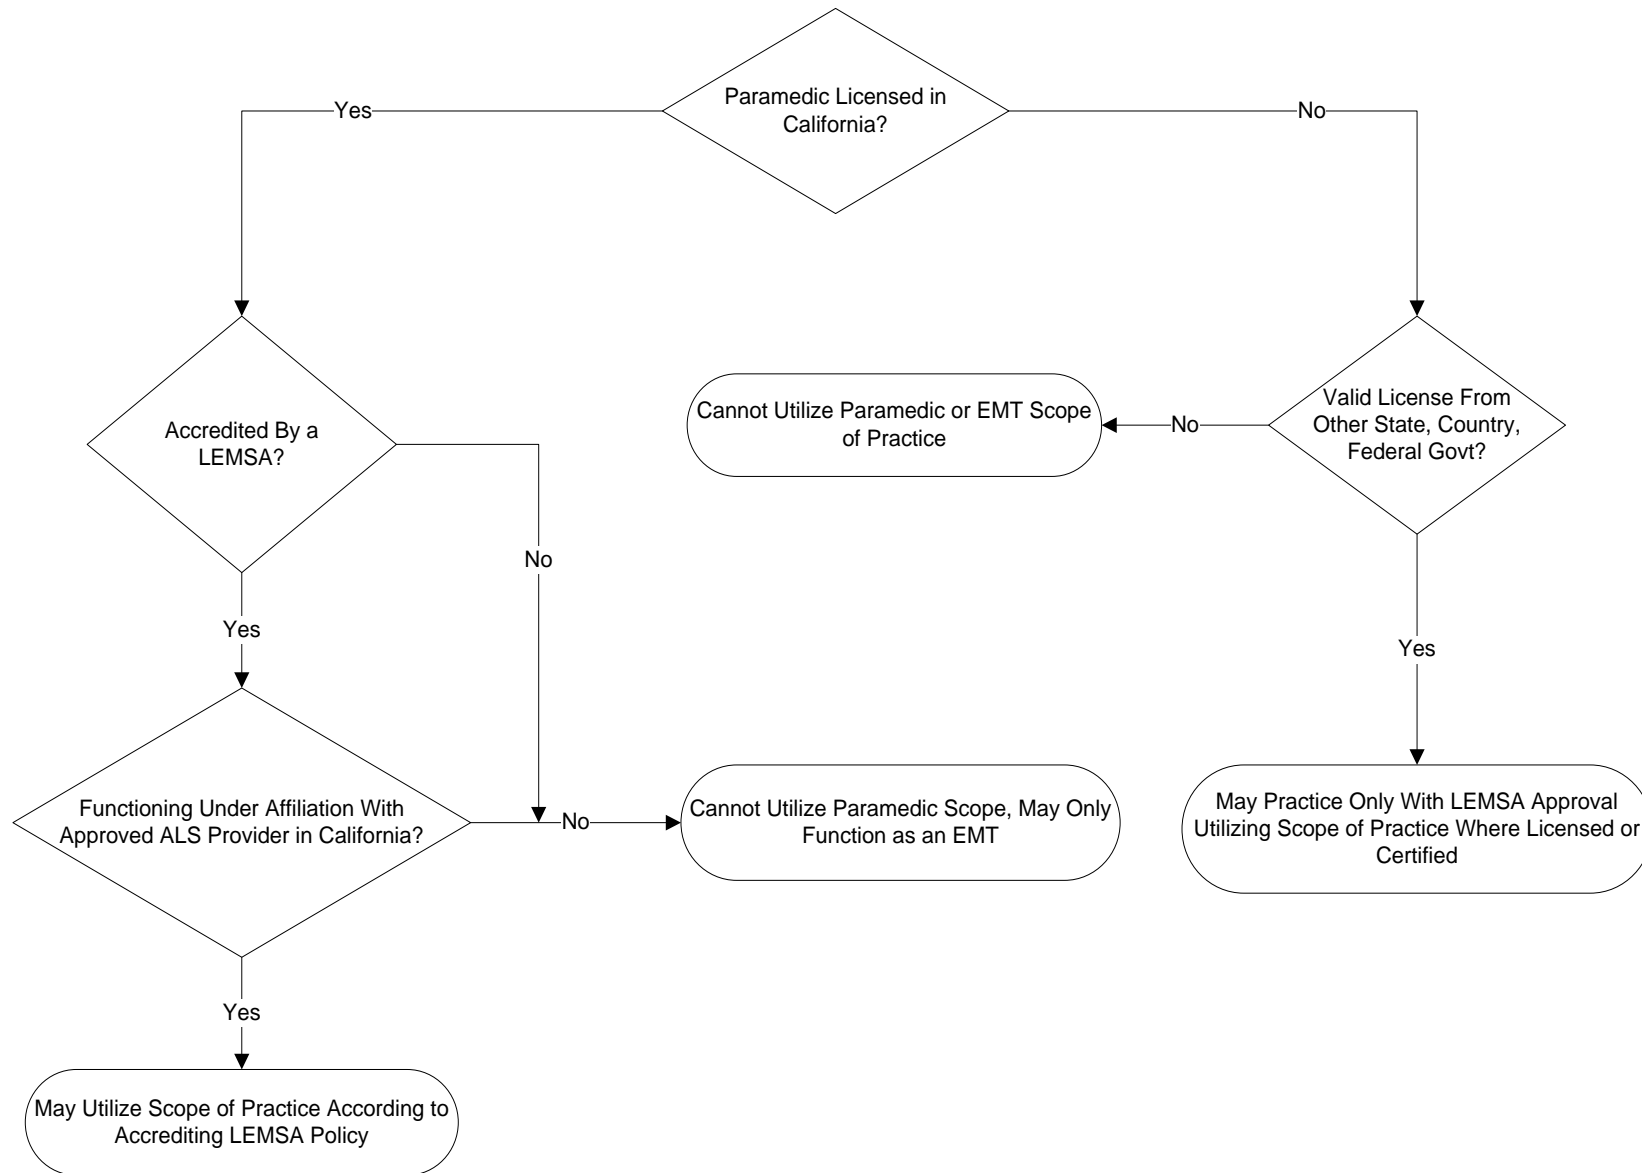 Paramedic Licensed in
California?
Yes
No
Accredited By a
LEMSA?
Cannot Utilize Paramedic or EMT Scope
of Practice
No
Valid License From
Other State, Country,
Federal Govt?
No
Yes
Yes
Functioning Under Affiliation With
Approved ALS Provider in California?
No
Cannot Utilize Paramedic Scope, May Only
Function as an EMT
May Practice Only With LEMSA Approval
Utilizing Scope of Practice Where Licensed or
Certified
Yes
May Utilize Scope of Practice According to
Accrediting LEMSA Policy